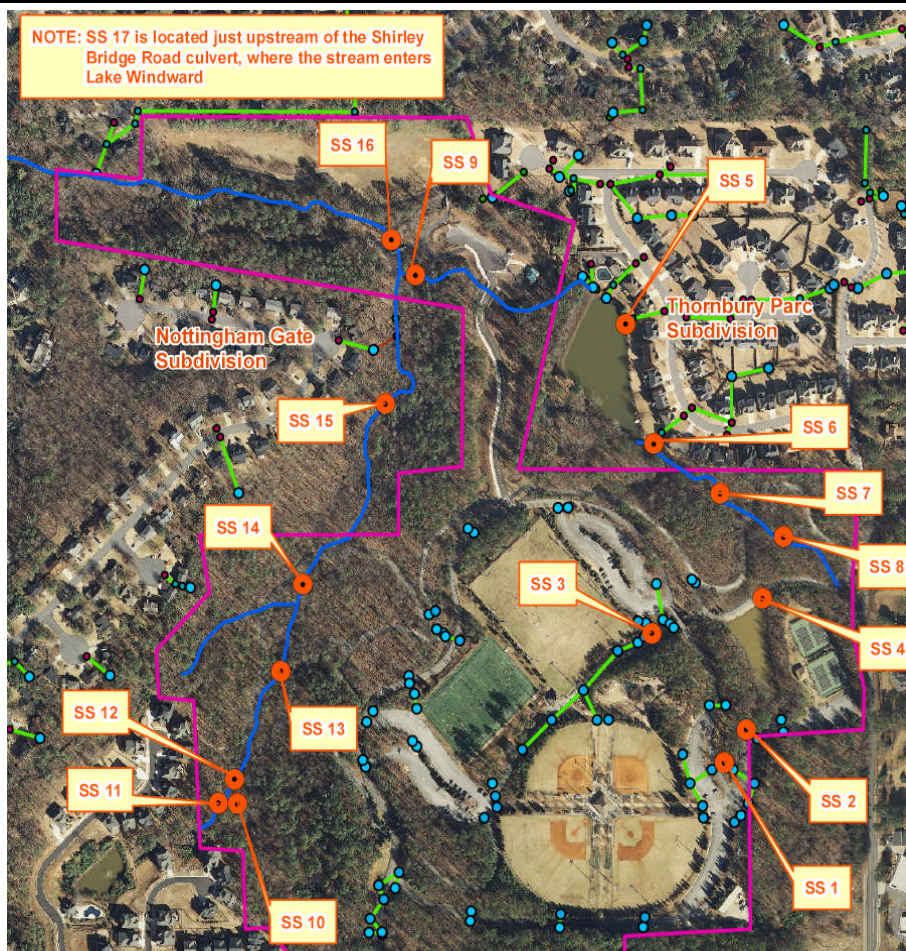 NOTE: SS 17 is located just upstream of the Shirley
Bridge Road culvert, where the stream enters
Lake Windward
SS 16
SS 9
SS 5
Nottingham Gate
Subdivision
Thornbury Parc
Subdivision
SS 15
SS 6
SS 7
SS 14
SS 8
SS 3
SS 4
SS 12
SS 13
SS 11
SS 2
SS 1
SS 10